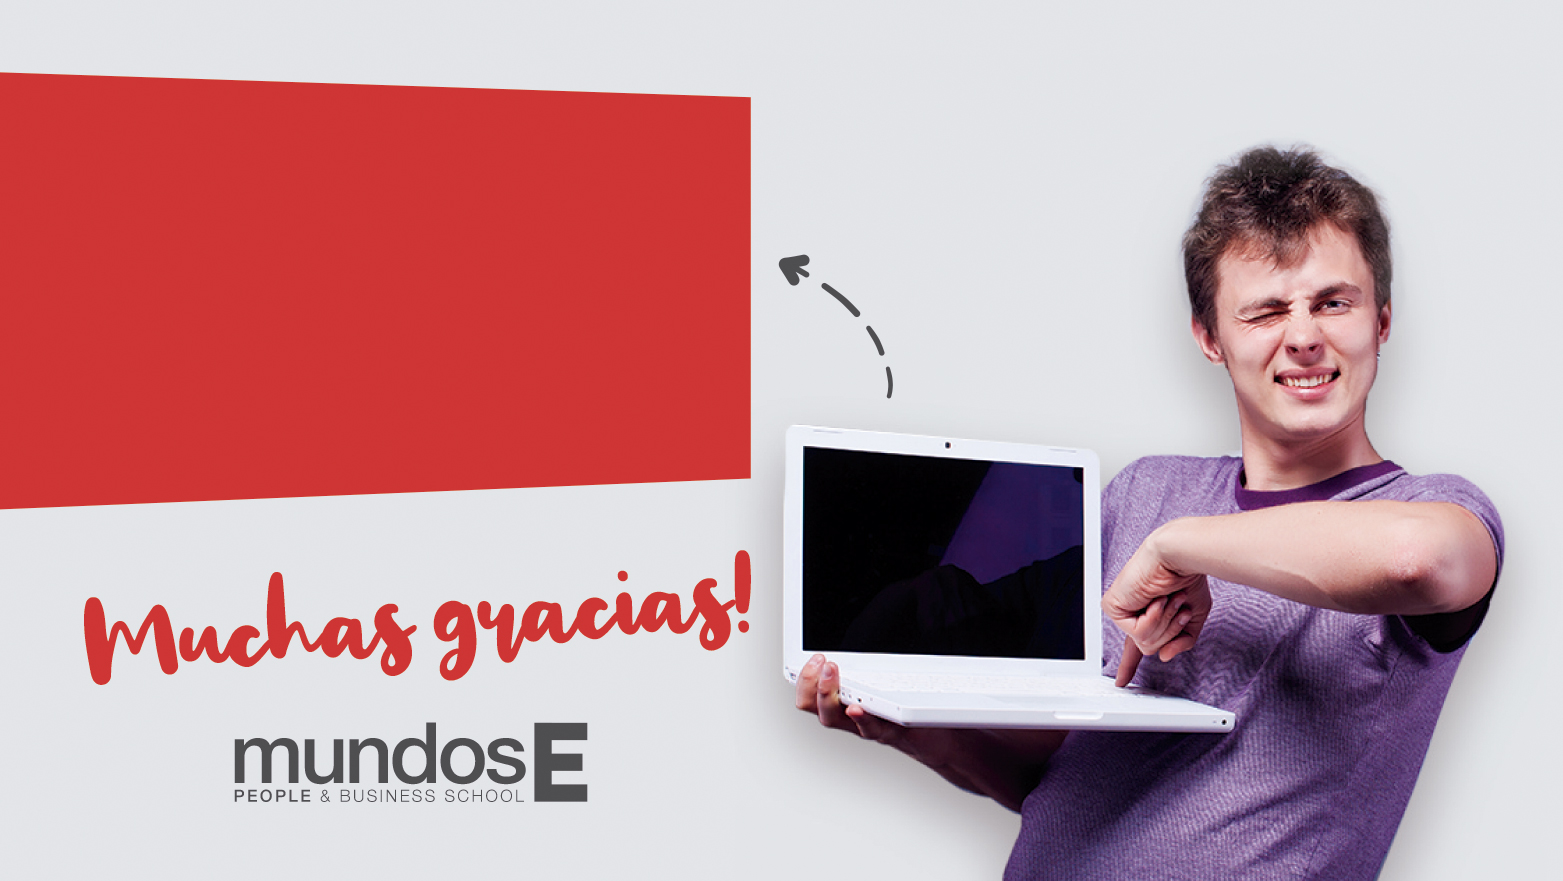 Muchas gracias!
mundosE
PEOPLE & BUSINESS SCHOOL